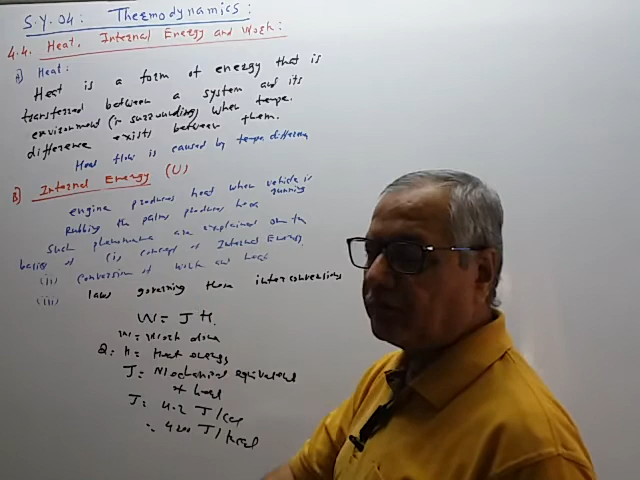 S.Y. 04: Thermodynamics:
4.4. Heat, Internal Energy and Work:
A) Heat:
Heat is a form of energy that is
transferred between a system and its
environment (or surrounding) when tempe.
difference exists between them.
Heat flow is caused by tempe. difference
B) Internal Energy (U)
engine produces heat when vehicle is
running
Rubbing the palms produces heat
Such phenomena are explained on the
basis of (i) concept of Internal Energy
(ii) conversion of work and heat
(iii) laws governing these interconversions
W = J H.
W = Work done
Q = H = Heat energy
J = Mechanical equivalent
of heat
J = 4.2 J/cal
= 4200 J/kcal